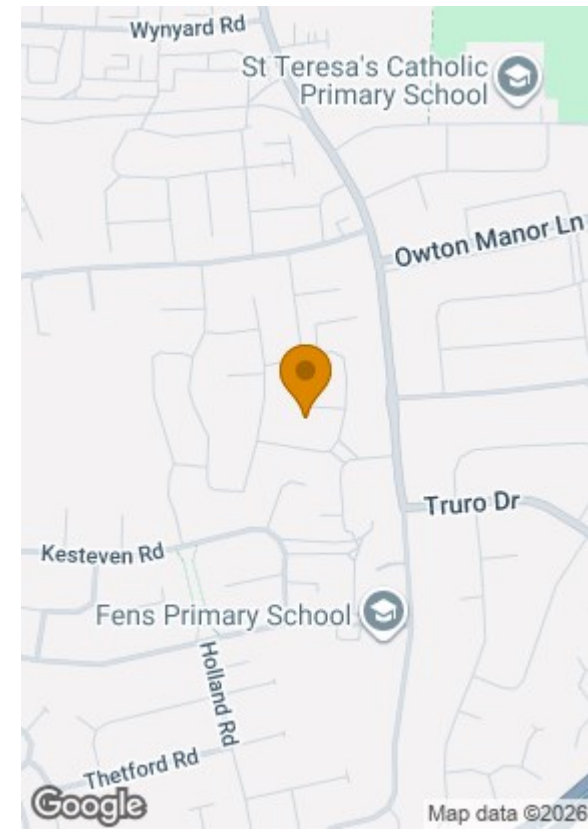 Wynyard Rd
St Teresa's Catholic
Primary School
Owton Manor Ln
Truro Dr
Kesteven Rd
Fens Primary School
Holland Rd
Thetford Rd
Google
Map data ©2026